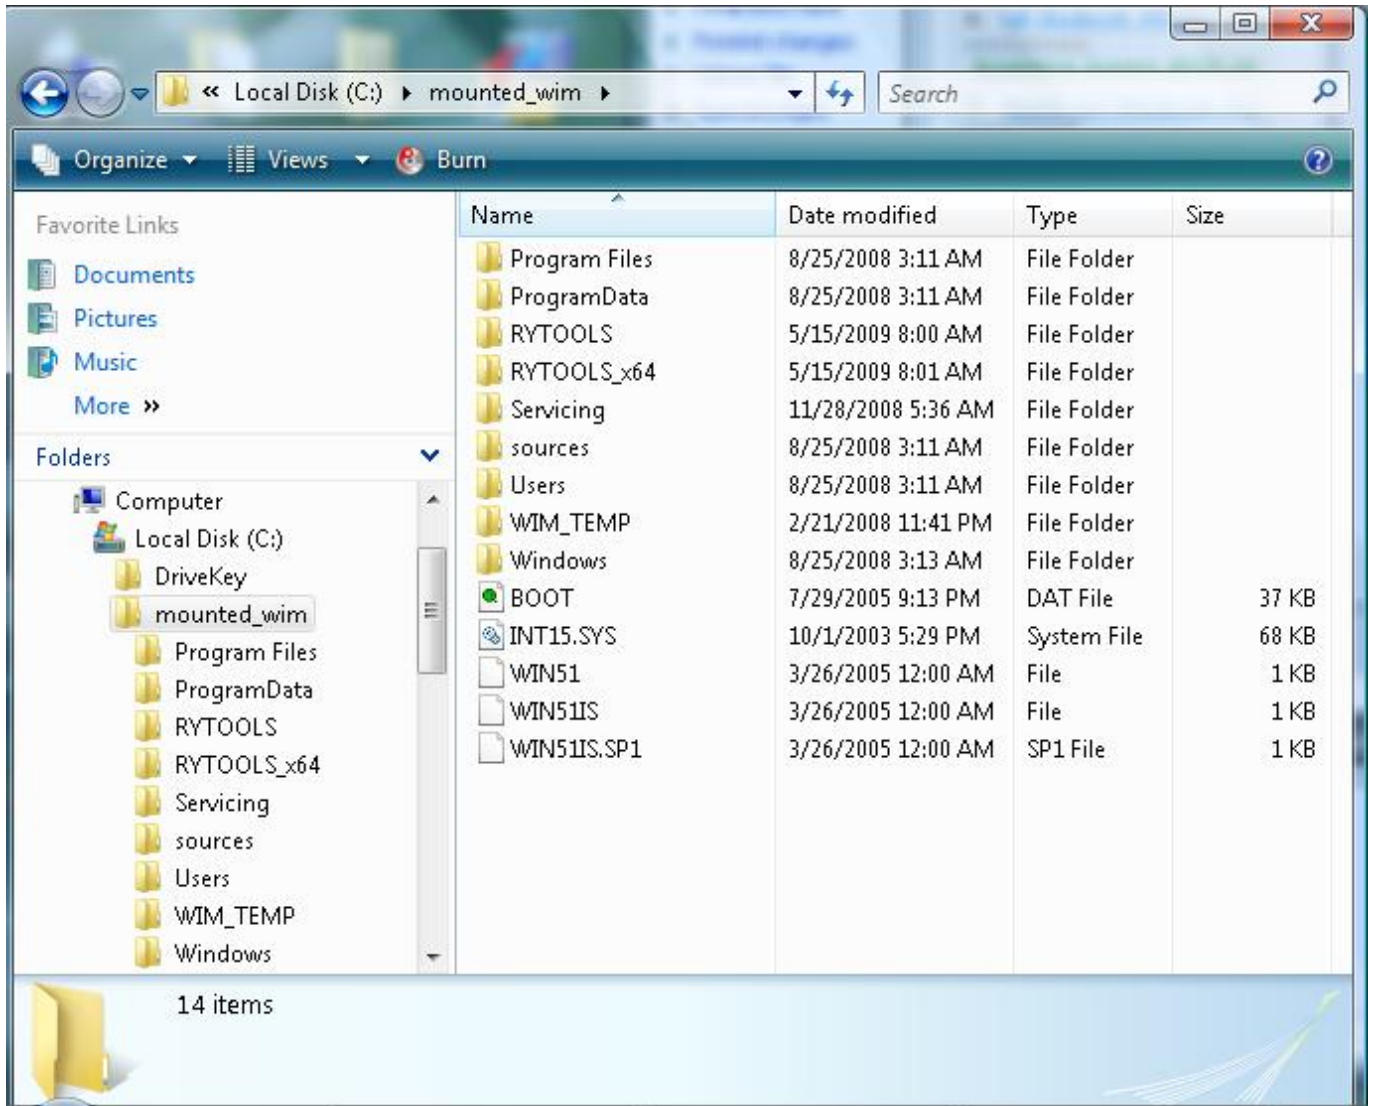 « Local Disk (C:) ▸ mounted_wim ▸ Search
Organize Views Burn
Favorite Links
Documents
Pictures
Music
More »
Folders
Computer
Local Disk (C:)
DriveKey
mounted_wim
Program Files
ProgramData
RYTOOLS
RYTOOLS_x64
Servicing
sources
Users
WIM_TEMP
Windows
Name Date modified Type Size
Program Files 8/25/2008 3:11 AM File Folder
ProgramData 8/25/2008 3:11 AM File Folder
RYTOOLS 5/15/2009 8:00 AM File Folder
RYTOOLS_x64 5/15/2009 8:01 AM File Folder
Servicing 11/28/2008 5:36 AM File Folder
sources 8/25/2008 3:11 AM File Folder
Users 8/25/2008 3:11 AM File Folder
WIM_TEMP 2/21/2008 11:41 PM File Folder
Windows 8/25/2008 3:13 AM File Folder
BOOT 7/29/2005 9:13 PM DAT File 37 KB
INT15.SYS 10/1/2003 5:29 PM System File 68 KB
WIN51 3/26/2005 12:00 AM File 1 KB
WIN51IS 3/26/2005 12:00 AM File 1 KB
WIN51IS.SP1 3/26/2005 12:00 AM SP1 File 1 KB
14 items